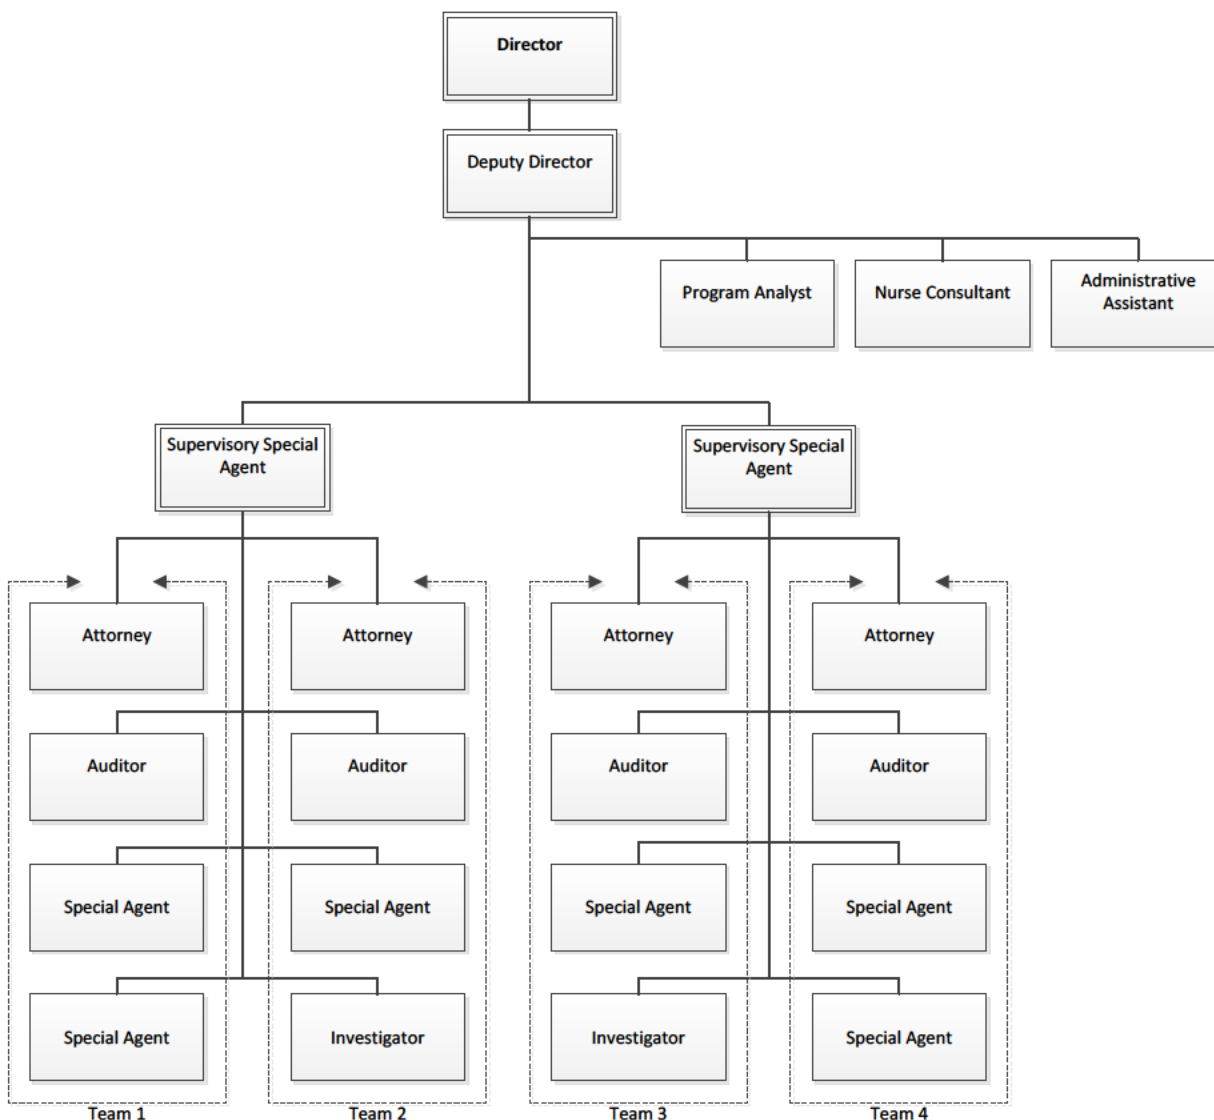 Director
Deputy Director
Program Analyst
Nurse Consultant
Administrative
Assistant
Supervisory Special
Agent
Supervisory Special
Agent
Attorney
Attorney
Attorney
Attorney
Auditor
Auditor
Auditor
Auditor
Special Agent
Special Agent
Special Agent
Special Agent
Special Agent
Investigator
Investigator
Special Agent
Team 1
Team 2
Team 3
Team 4